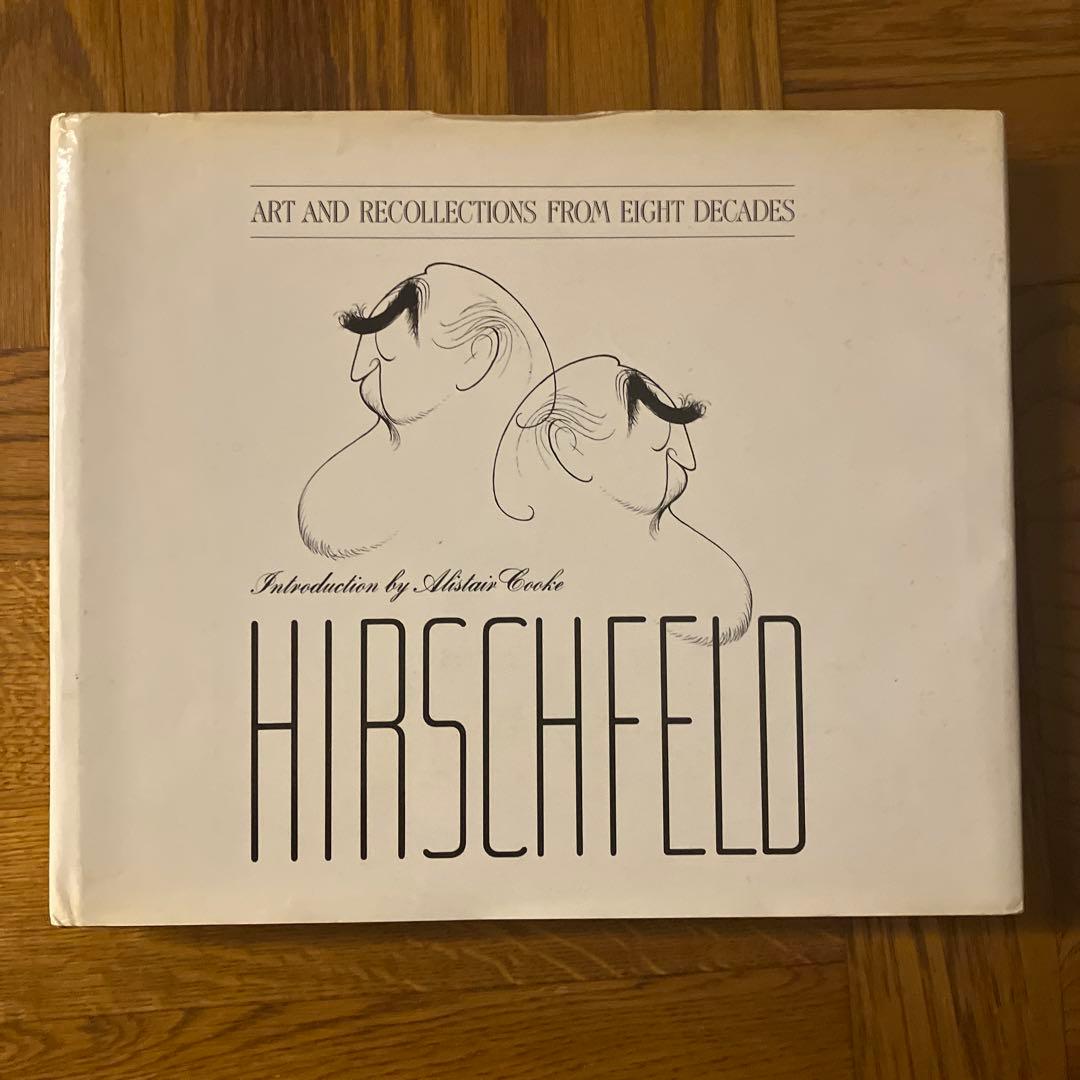 ART AND RECOLLECTIONS FROM EIGHT DECADES
Introduction by Alistair Cooke
HIRSCHFELD